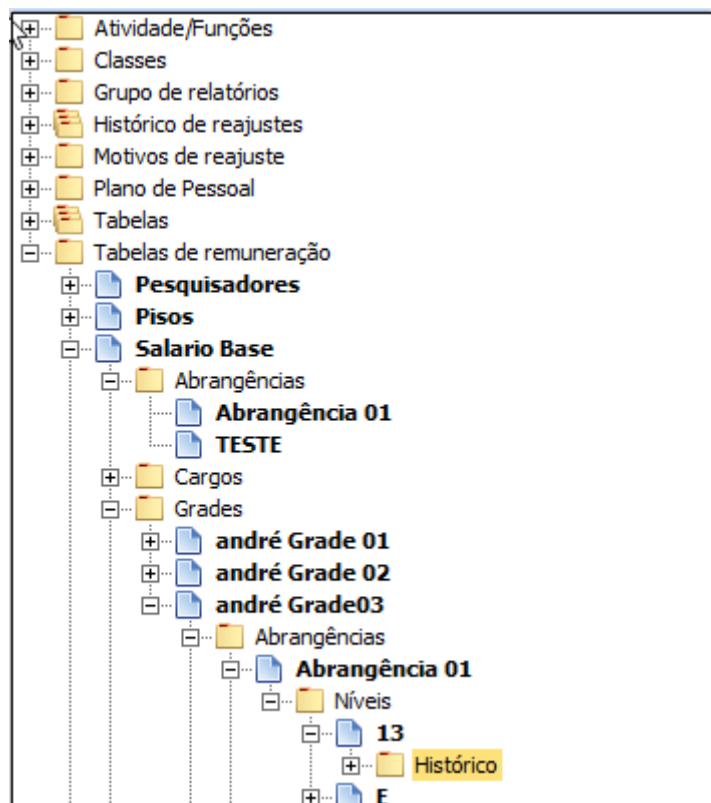 Atividade/Funções
Classes
Grupo de relatórios
Histórico de reajustes
Motivos de reajuste
Plano de Pessoal
Tabelas
Tabelas de remuneração
Pesquisadores
Pisos
Salario Base
Abrangências
Abrangência 01
TESTE
Cargos
Grades
andré Grade 01
andré Grade 02
andré Grade03
Abrangências
Abrangência 01
Níveis
13
Histórico
E